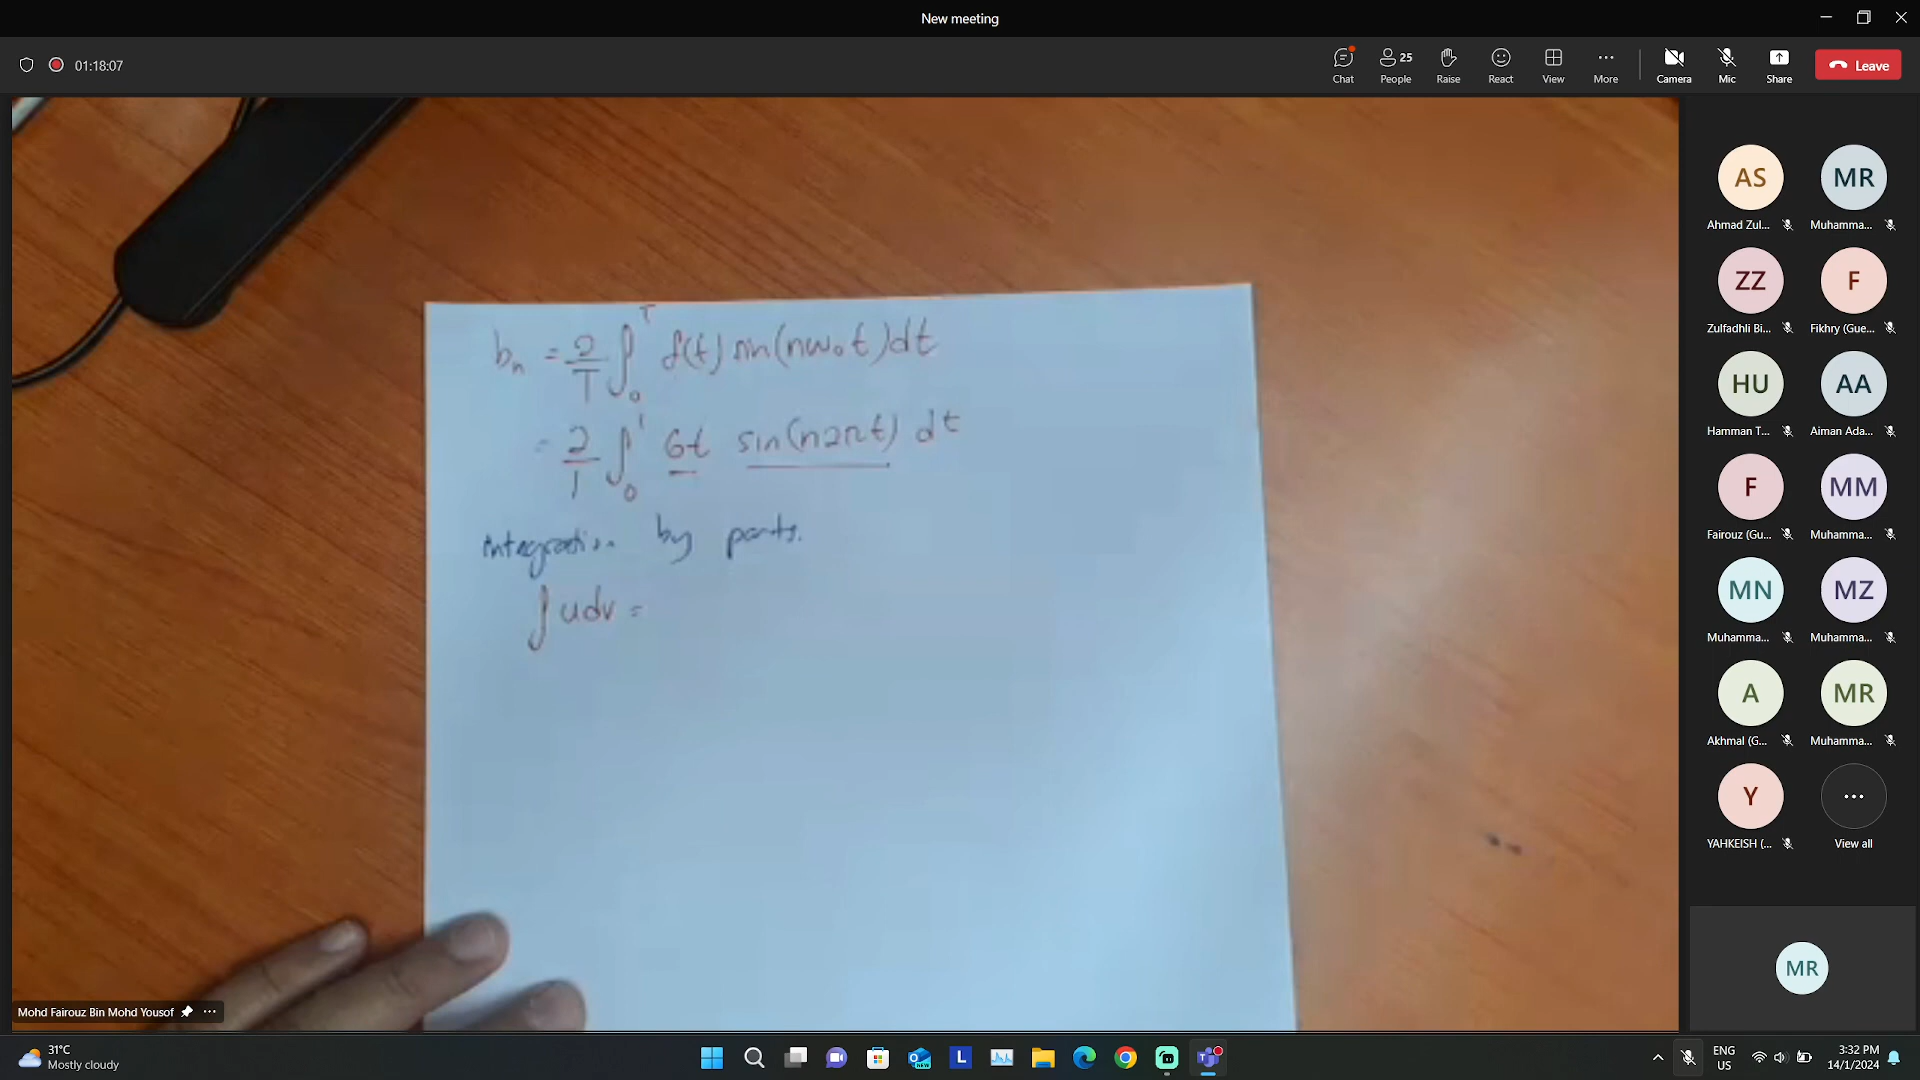 New meeting
01:18:07
Chat
25
People
Raise
React
View
More
Camera
Mic
Share
Leave
bn = 2/T ∫₀ᵀ f(t) sin(nω₀t)dt
= 2/1 ∫₀¹ 6t sin(n2πt) dt
integration by parts.
∫ udv =
AS
Ahmad Zul...
MR
Muhamma...
ZZ
Zulfadhli Bi...
F
Fikhry (Gue...
HU
Hamman T...
AA
Aiman Ada...
F
Fairouz (Gu...
MM
Muhamma...
MN
Muhamma...
MZ
Muhamma...
A
Akhmal (G...
MR
Muhamma...
Y
YAHKEISH (...
View all
MR
Mohd Fairouz Bin Mohd Yousof
31°C
Mostly cloudy
NEW
L
ENG
US
3:32 PM
14/1/2024